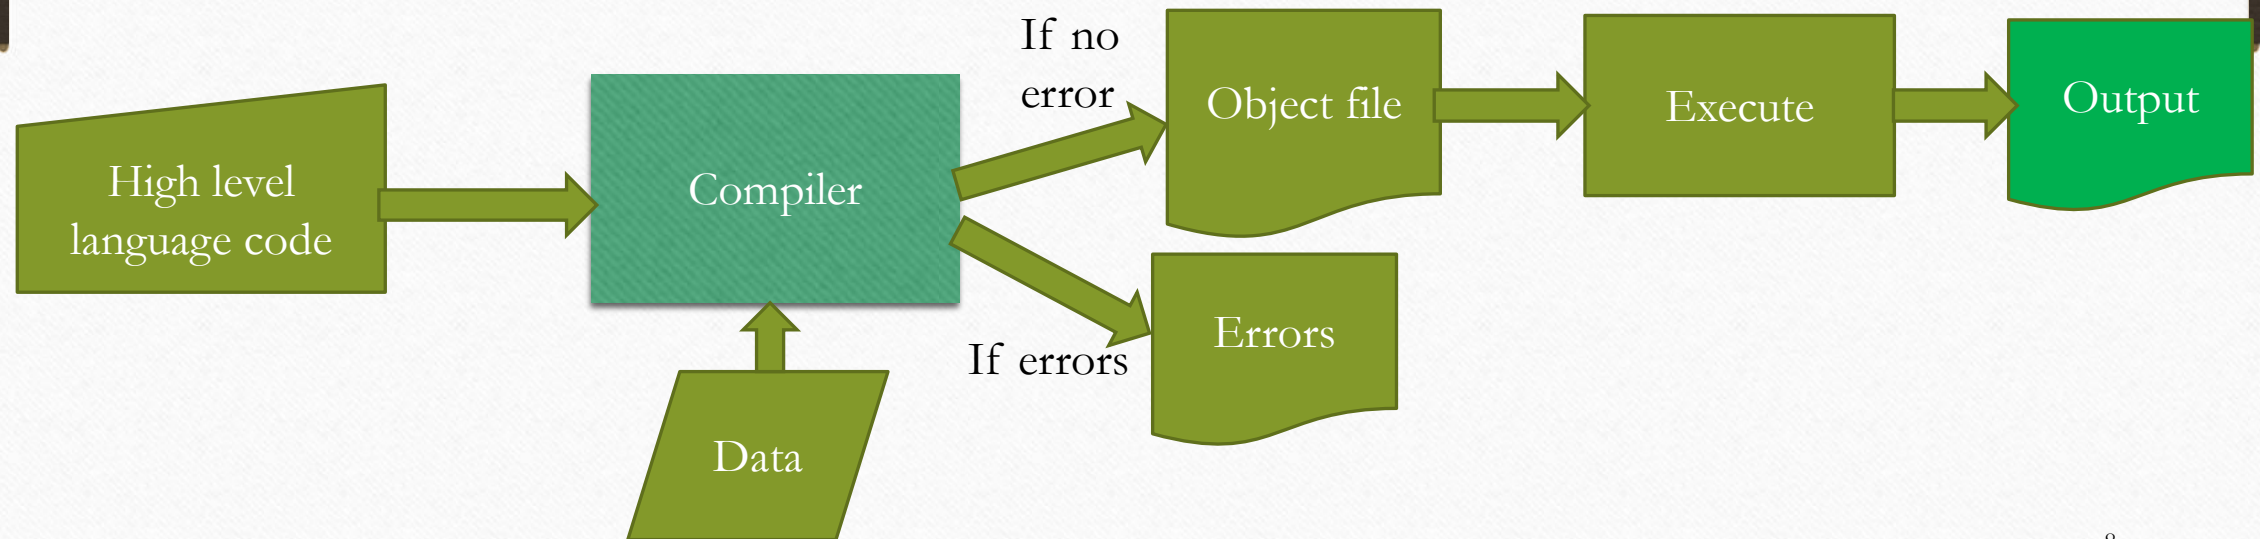 High level
language code
Compiler
If no
error
Object file
Execute
Output
If errors
Errors
Data